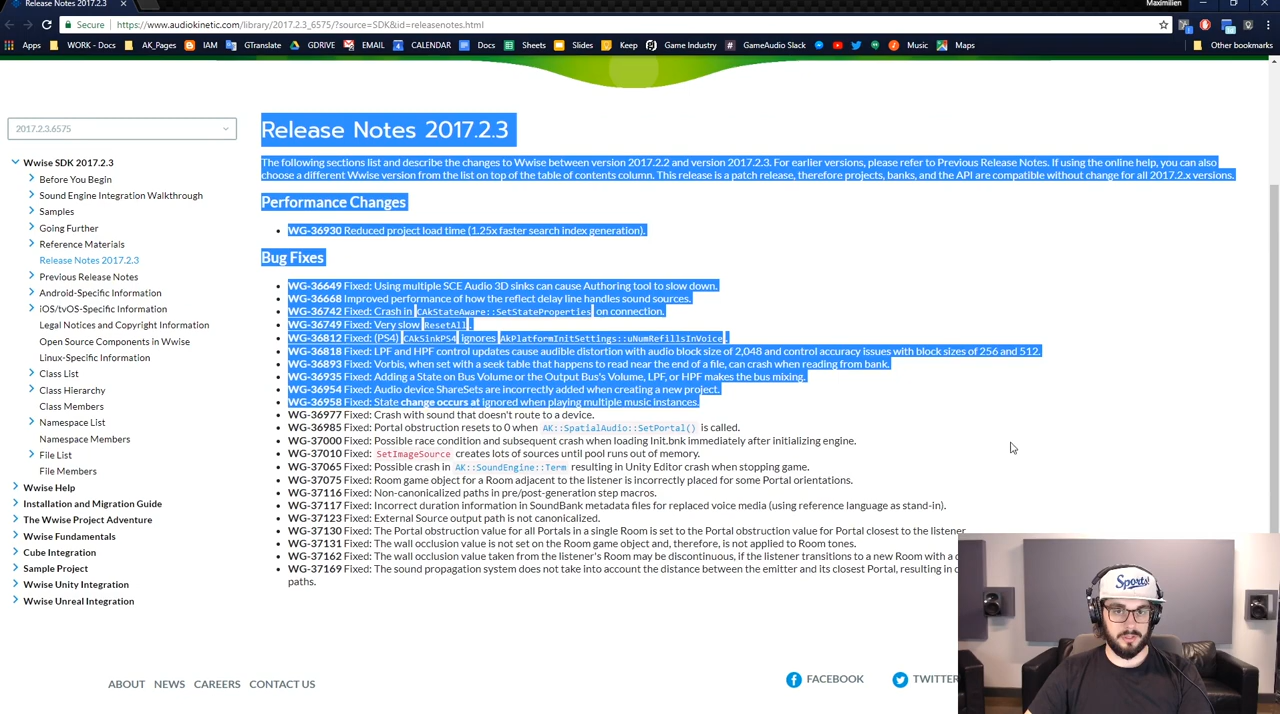 Release Notes 2017.2.3
Maximilien
Secure
https://www.audiokinetic.com/library/2017.2.3_6575/?source=SDK&id=releasenotes.html
Apps WORK - Docs AK_Pages IAM GTranslate GDRIVE EMAIL CALENDAR Docs Sheets Slides Keep Game Industry GameAudio Slack Music Maps Other bookmarks
2017.2.3.6575
Wwise SDK 2017.2.3
Before You Begin
Sound Engine Integration Walkthrough
Samples
Going Further
Reference Materials
Release Notes 2017.2.3
Previous Release Notes
Android-Specific Information
iOS/tvOS-Specific Information
Legal Notices and Copyright Information
Open Source Components in Wwise
Linux-Specific Information
Class List
Class Hierarchy
Class Members
Namespace List
Namespace Members
File List
File Members
Wwise Help
Installation and Migration Guide
The Wwise Project Adventure
Wwise Fundamentals
Cube Integration
Sample Project
Wwise Unity Integration
Wwise Unreal Integration
Release Notes 2017.2.3
The following sections list and describe the changes to Wwise between version 2017.2.2 and version 2017.2.3. For earlier versions, please refer to Previous Release Notes. If using the online help, you can also
choose a different Wwise version from the list on top of the table of contents column. This release is a patch release, therefore projects, banks, and the API are compatible without change for all 2017.2.x versions.
Performance Changes
WG-36930 Reduced project load time (1.25x faster search index generation).
Bug Fixes
WG-36649 Fixed: Using multiple SCE Audio 3D sinks can cause Authoring tool to slow down.
WG-36668 Improved performance of how the reflect delay line handles sound sources.
WG-36742 Fixed: Crash in CAkStateAware::SetStateProperties on connection.
WG-36749 Fixed: Very slow ResetAll.
WG-36812 Fixed: (PS4) CAkSinkPS4 ignores AkPlatformInitSettings::uNumRefillsInVoice.
WG-36818 Fixed: LPF and HPF control updates cause audible distortion with audio block size of 2,048 and control accuracy issues with block sizes of 256 and 512.
WG-36893 Fixed: Vorbis, when set with a seek table that happens to read near the end of a file, can crash when reading from bank.
WG-36935 Fixed: Adding a State on Bus Volume or the Output Bus's Volume, LPF, or HPF makes the bus mixing.
WG-36954 Fixed: Audio device ShareSets are incorrectly added when creating a new project.
WG-36958 Fixed: State change occurs at ignored when playing multiple music instances.
WG-36977 Fixed: Crash with sound that doesn't route to a device.
WG-36985 Fixed: Portal obstruction resets to 0 when AK::SpatialAudio::SetPortal() is called.
WG-37000 Fixed: Possible race condition and subsequent crash when loading Init.bnk immediately after initializing engine.
WG-37010 Fixed: SetImageSource creates lots of sources until pool runs out of memory.
WG-37065 Fixed: Possible crash in AK::SoundEngine::Term resulting in Unity Editor crash when stopping game.
WG-37075 Fixed: Room game object for a Room adjacent to the listener is incorrectly placed for some Portal orientations.
WG-37116 Fixed: Non-canonicalized paths in pre/post-generation step macros.
WG-37117 Fixed: Incorrect duration information in SoundBank metadata files for replaced voice media (using reference language as stand-in).
WG-37123 Fixed: External Source output path is not canonicalized.
WG-37130 Fixed: The Portal obstruction value for all Portals in a single Room is set to the Portal obstruction value for Portal closest to the listener
WG-37131 Fixed: The wall occlusion value is not set on the Room game object and, therefore, is not applied to Room tones.
WG-37162 Fixed: The wall occlusion value taken from the listener's Room may be discontinuous, if the listener transitions to a new Room with a
WG-37169 Fixed: The sound propagation system does not take into account the distance between the emitter and its closest Portal, resulting in
paths.
ABOUT NEWS CAREERS CONTACT US
FACEBOOK TWITTER
Sports!